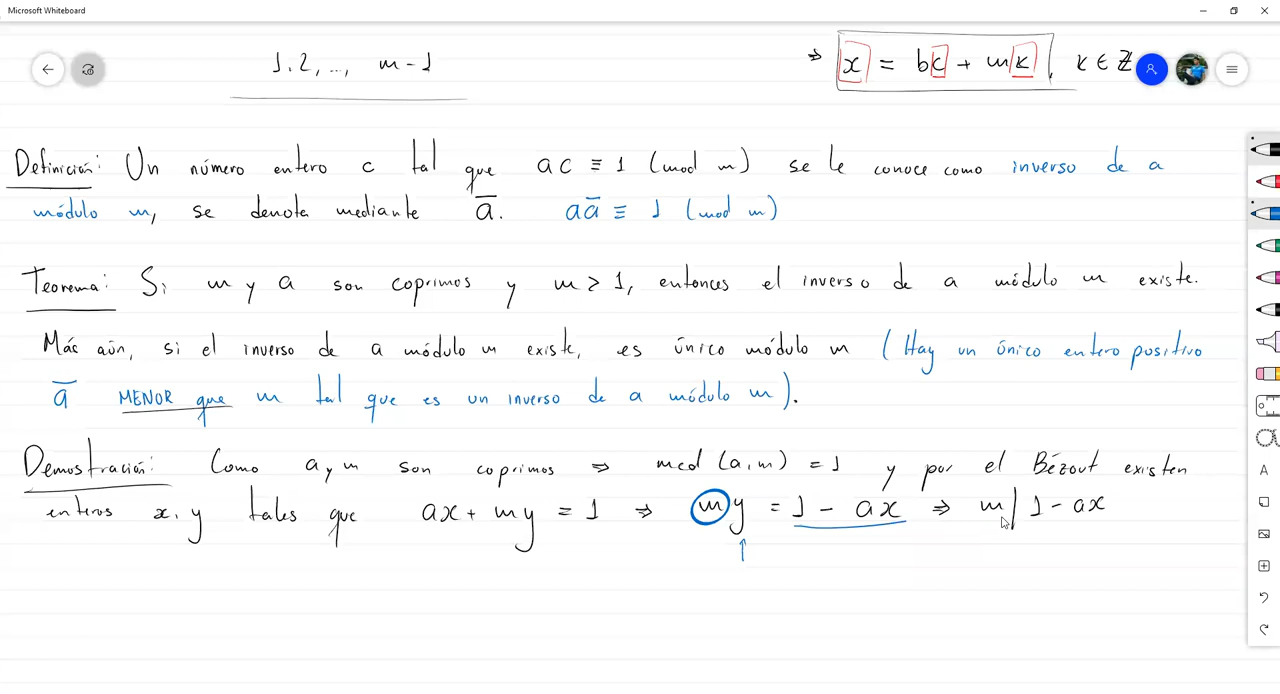 Microsoft Whiteboard
1, 2, ..., m - 1
⇒ x = bc + mk, k ∈ ℤ
Definición: Un número entero c tal que ac ≡ 1 (mod m) se le conoce como inverso de a
módulo m, se denota mediante a̅. aa̅ ≡ 1 (mod m)
Teorema: Si m y a son coprimos y m > 1, entonces el inverso de a módulo m existe.
Más aún, si el inverso de a módulo m existe, es único módulo m (Hay un único entero positivo
a̅ MENOR que m tal que es un inverso de a módulo m).
Demostración: Como a y m son coprimos ⇒ mcd (a, m) = 1 y por el Bézout existen
enteros x, y tales que ax + my = 1 ⇒ my = 1 - ax ⇒ m | 1 - ax
A